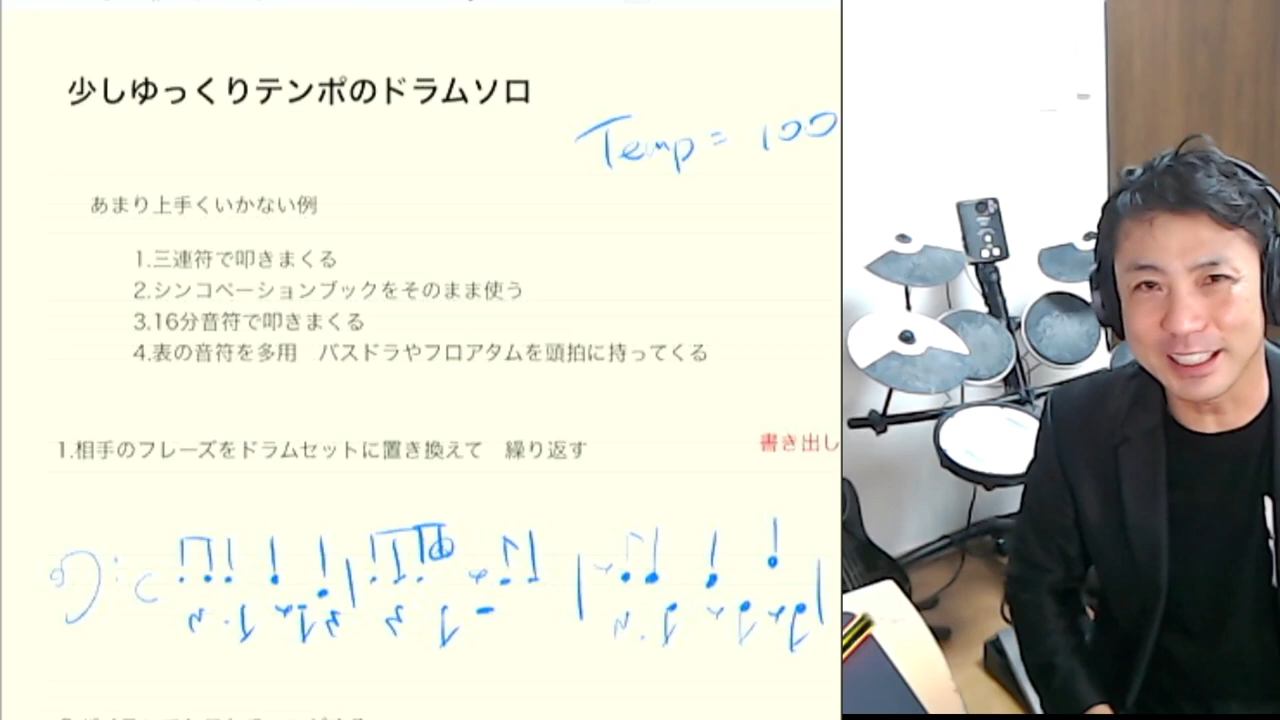 少しゆっくりテンポのドラムソロ
Temp = 100
あまり上手くいかない例
1.三連符で叩きまくる
2.シンコペーションブックをそのまま使う
3.16分音符で叩きまくる
4.表の音符を多用　バスドラやフロアタムを頭拍に持ってくる
1.相手のフレーズをドラムセットに置き換えて　繰り返す
書き出し